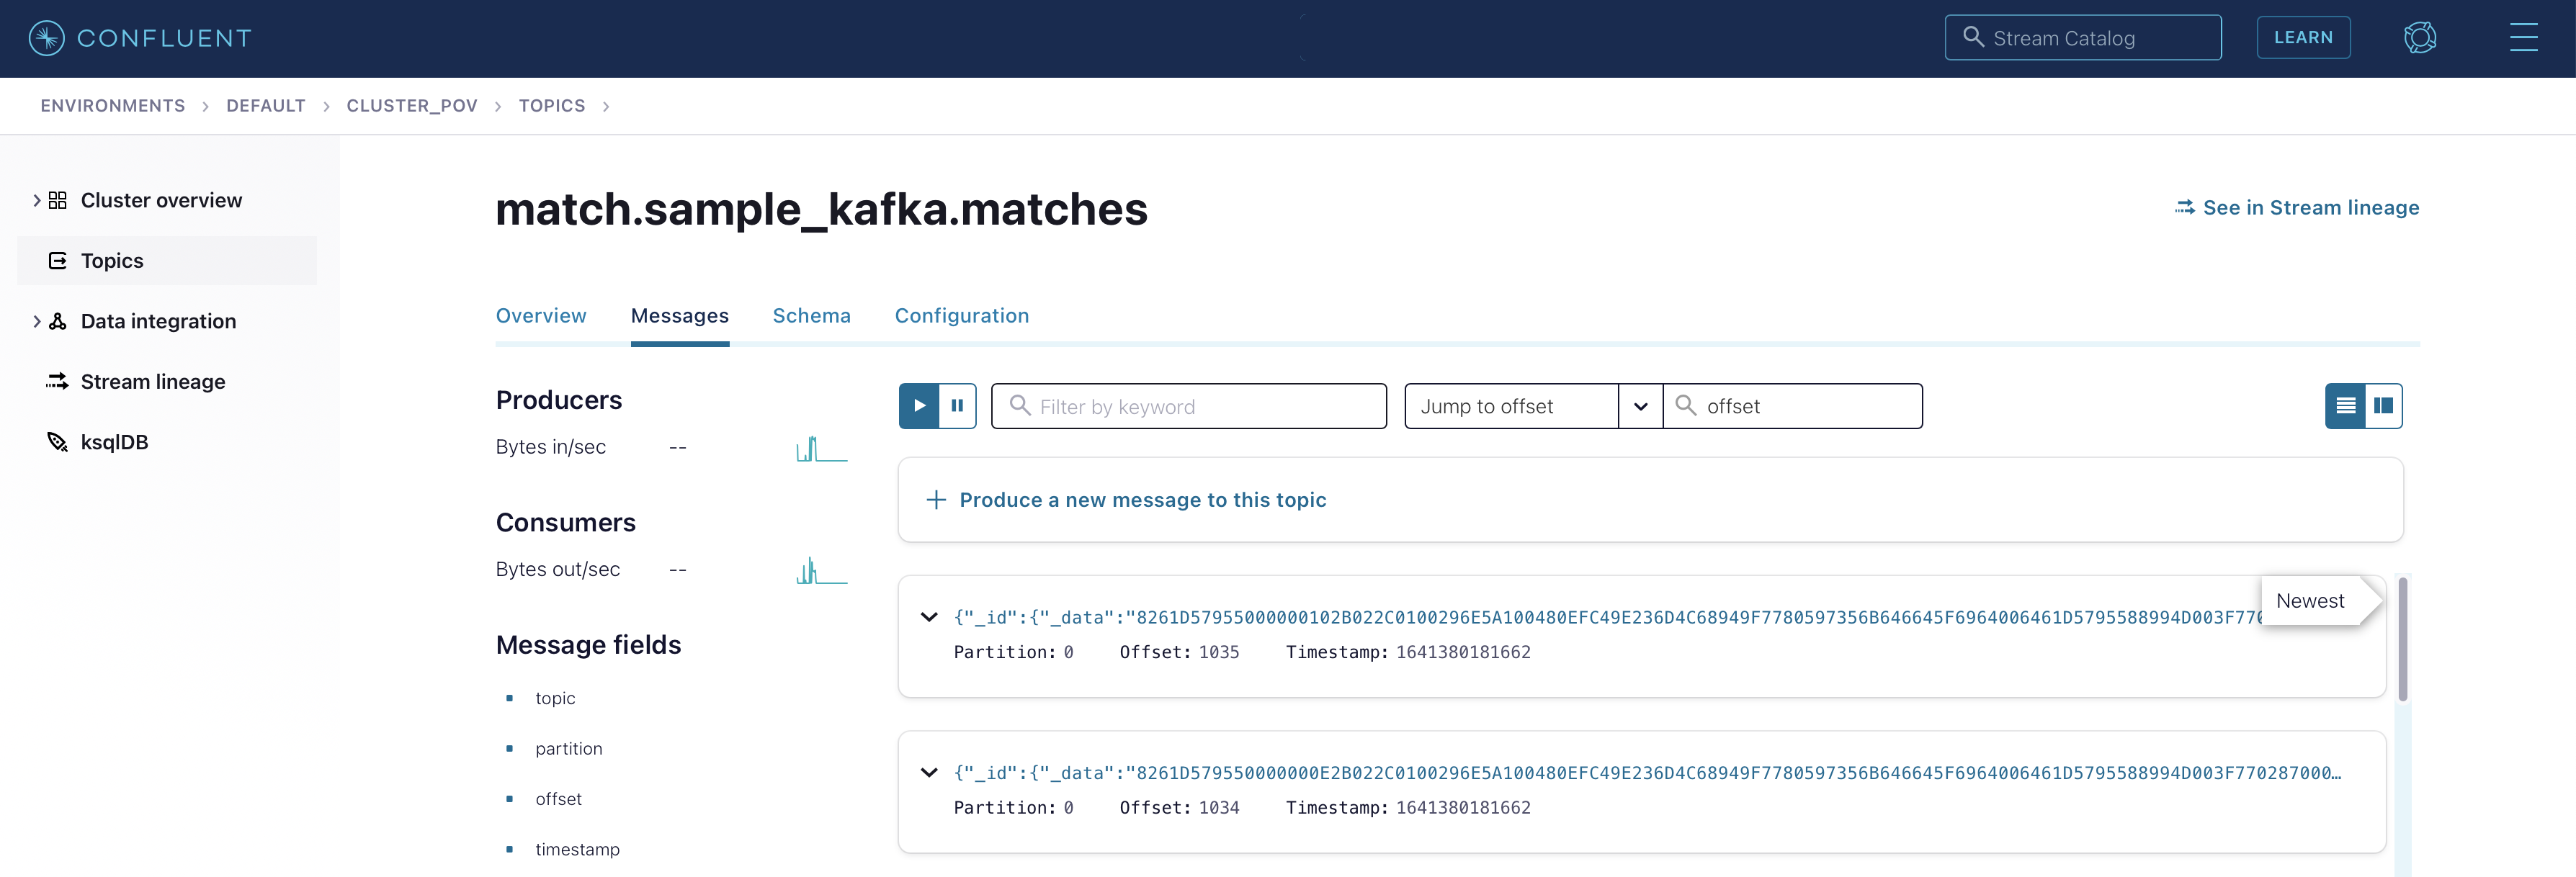 CONFLUENT
Stream Catalog
LEARN
ENVIRONMENTS > DEFAULT > CLUSTER_POV > TOPICS >
Cluster overview
Topics
Data integration
Stream lineage
ksqlDB
match.sample_kafka.matches
See in Stream lineage
Overview Messages Schema Configuration
Producers
Bytes in/sec --
Consumers
Bytes out/sec --
Message fields
topic
partition
offset
timestamp
Filter by keyword
Jump to offset
offset
+ Produce a new message to this topic
Newest
{"_id":{"_data":"8261D57955000000102B022C0100296E5A100480EFC49E236D4C68949F7780597356B646645F6964006461D5795588994D003F770
Partition: 0 Offset: 1035 Timestamp: 1641380181662
{"_id":{"_data":"8261D579550000000E2B022C0100296E5A100480EFC49E236D4C68949F7780597356B646645F6964006461D5795588994D003F770287000…
Partition: 0 Offset: 1034 Timestamp: 1641380181662